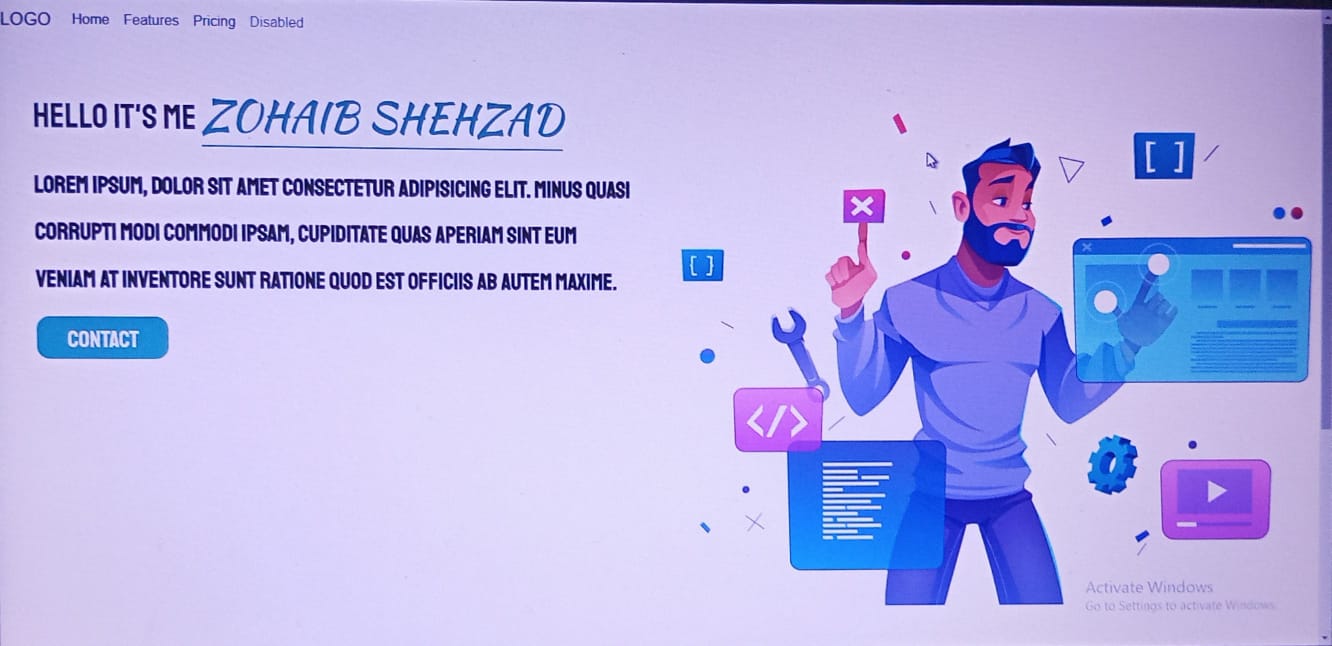 LOGO Home Features Pricing Disabled
HELLO IT'S ME ZOHAIB SHEHZAD
LOREM IPSUM, DOLOR SIT AMET CONSECTETUR ADIPISICING ELIT. MINUS QUASI
CORRUPTI MODI COMMODI IPSAM, CUPIDITATE QUAS APERIAM SINT EUM
VENIAM AT INVENTORE SUNT RATIONE QUOD EST OFFICIIS AB AUTEM MAXIME.
CONTACT
[ ]
[ }
</>
Activate Windows
Go to Settings to activate Windows.